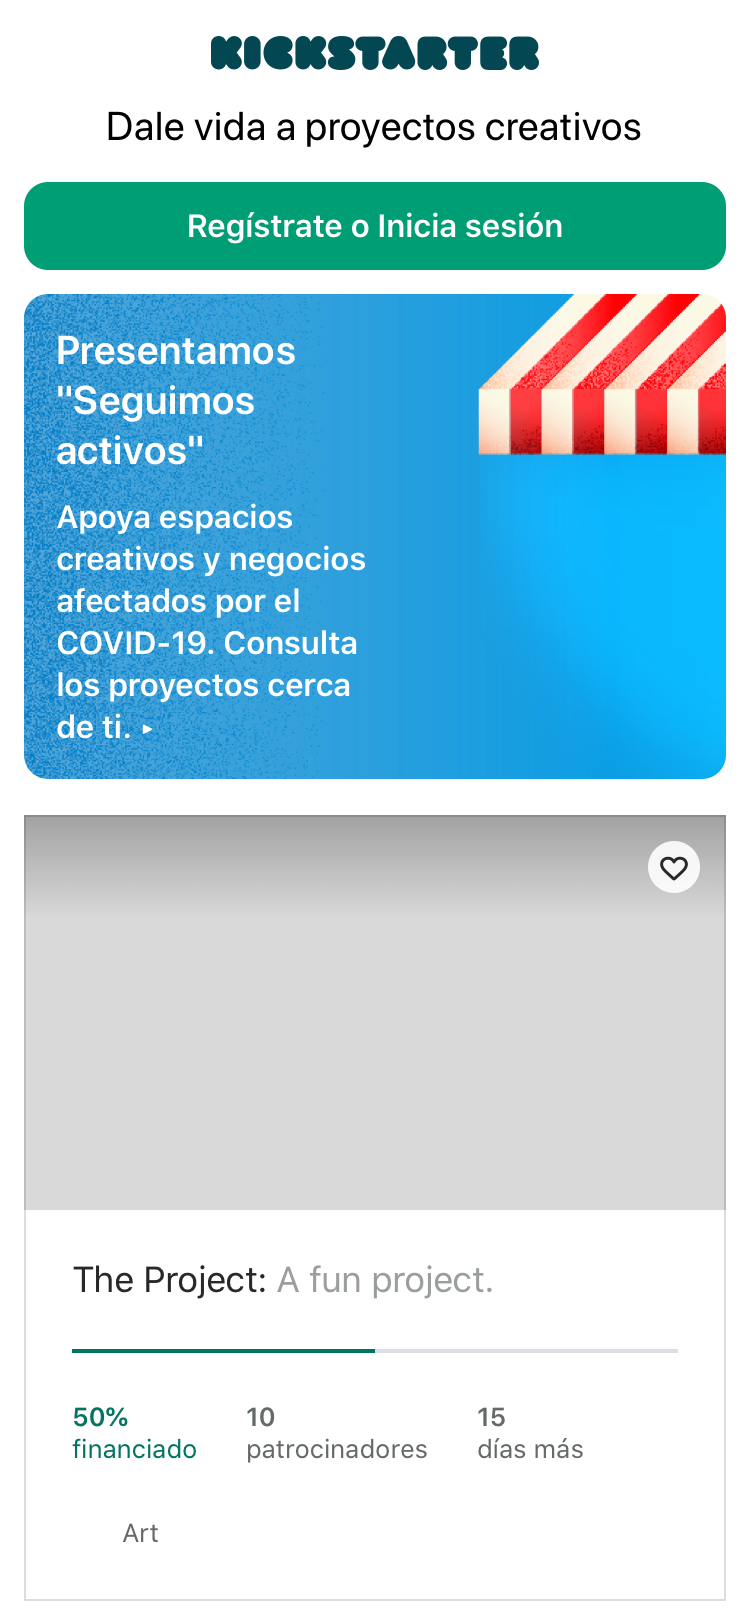 KICKSTARTER
Dale vida a proyectos creativos
Regístrate o Inicia sesión
Presentamos
"Seguimos
activos"
Apoya espacios
creativos y negocios
afectados por el
COVID-19. Consulta
los proyectos cerca
de ti. ▸
The Project: A fun project.
50%
financiado
10
patrocinadores
15
días más
Art